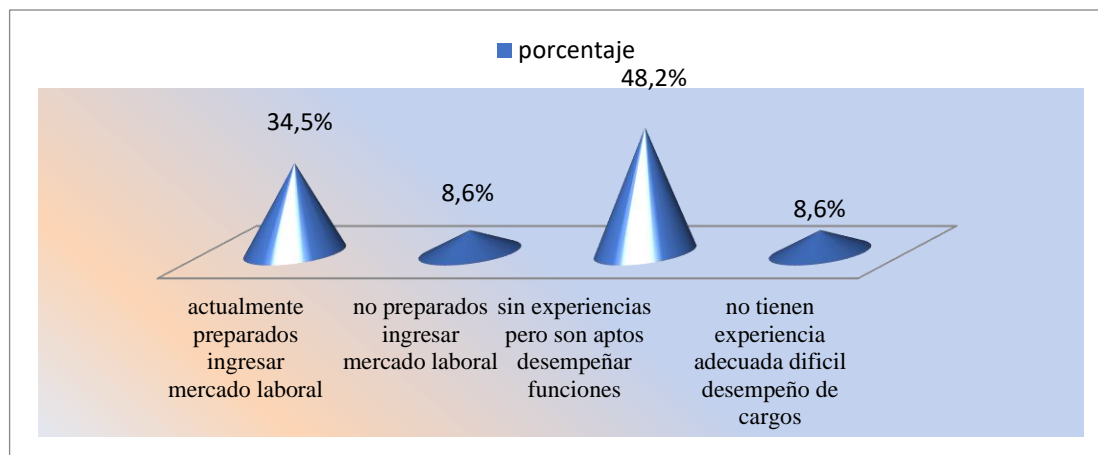 porcentaje
48,2%
34,5%
8,6%
8,6%
actualmente
preparados
ingresar
mercado laboral
no preparados
ingresar
mercado laboral
sin experiencias
pero son aptos
desempeñar
funciones
no tienen
experiencia
adecuada dificil
desempeño de
cargos